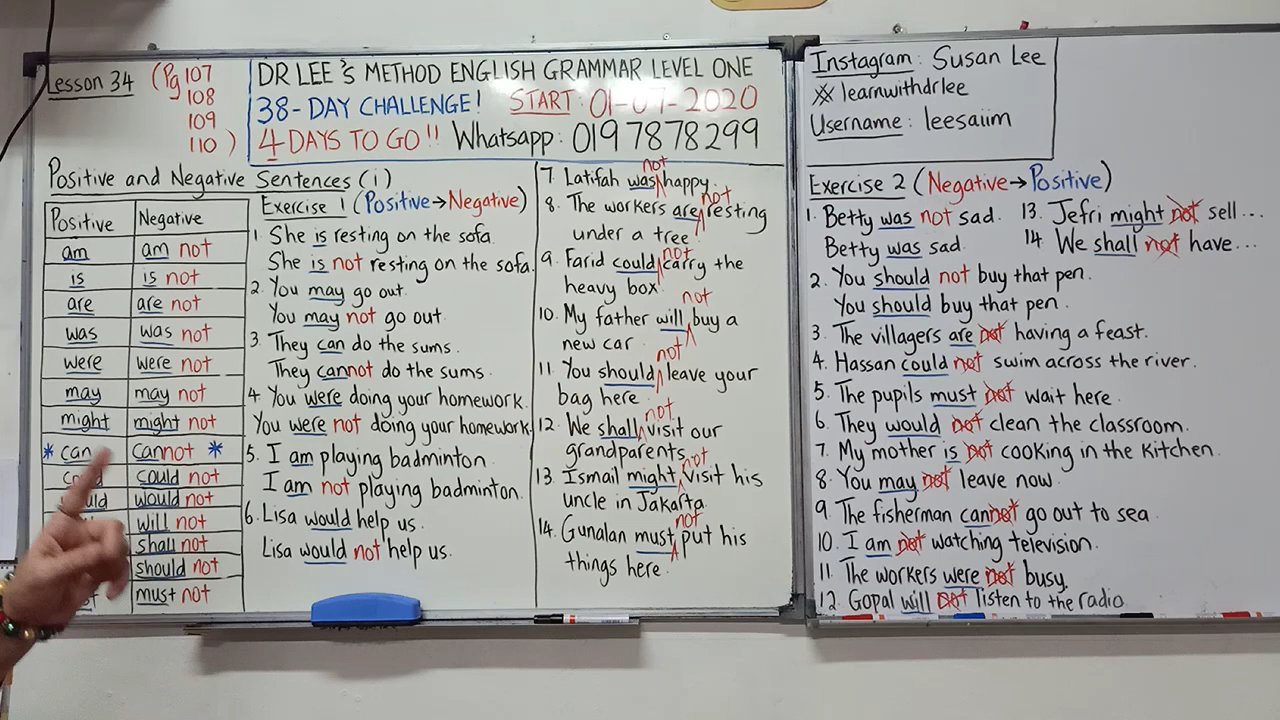 Lesson 34 (Pg 107
108
109
110)
DR LEE'S METHOD ENGLISH GRAMMAR LEVEL ONE
38-DAY CHALLENGE! START: 01-07-2020
4 DAYS TO GO!! Whatsapp: 0197878299
Positive and Negative Sentences (1)
Positive Negative
am am not
is is not
are are not
was was not
were were not
may may not
might might not
*can cannot *
could not
would not
will not
shall not
should not
must not
Exercise 1 (Positive→Negative)
1. She is resting on the sofa.
She is not resting on the sofa.
2. You may go out.
You may not go out.
3. They can do the sums.
They cannot do the sums.
4. You were doing your homework.
You were not doing your homework.
5. I am playing badminton.
I am not playing badminton.
6. Lisa would help us.
Lisa would not help us.
7. Latifah was not happy.
8. The workers are not resting
under a tree.
9. Farid could not carry the
heavy box.
10. My father will not buy a
new car.
11. You should not leave your
bag here.
12. We shall not visit our
grandparents.
13. Ismail might not visit his
uncle in Jakarta.
14. Gunalan must not put his
things here.
Instagram: Susan Lee
learnwithdrlee
Username: leesaiim
Exercise 2 (Negative→Positive)
1. Betty was not sad.
Betty was sad.
2. You should not buy that pen.
You should buy that pen.
3. The villagers are not having a feast.
4. Hassan could not swim across the river.
5. The pupils must not wait here.
6. They would not clean the classroom.
7. My mother is not cooking in the kitchen.
8. You may not leave now.
9. The fisherman cannot go out to sea.
10. I am not watching television.
11. The workers were not busy.
12. Gopal will not listen to the radio
13. Jefri might not sell...
14. We shall not have...